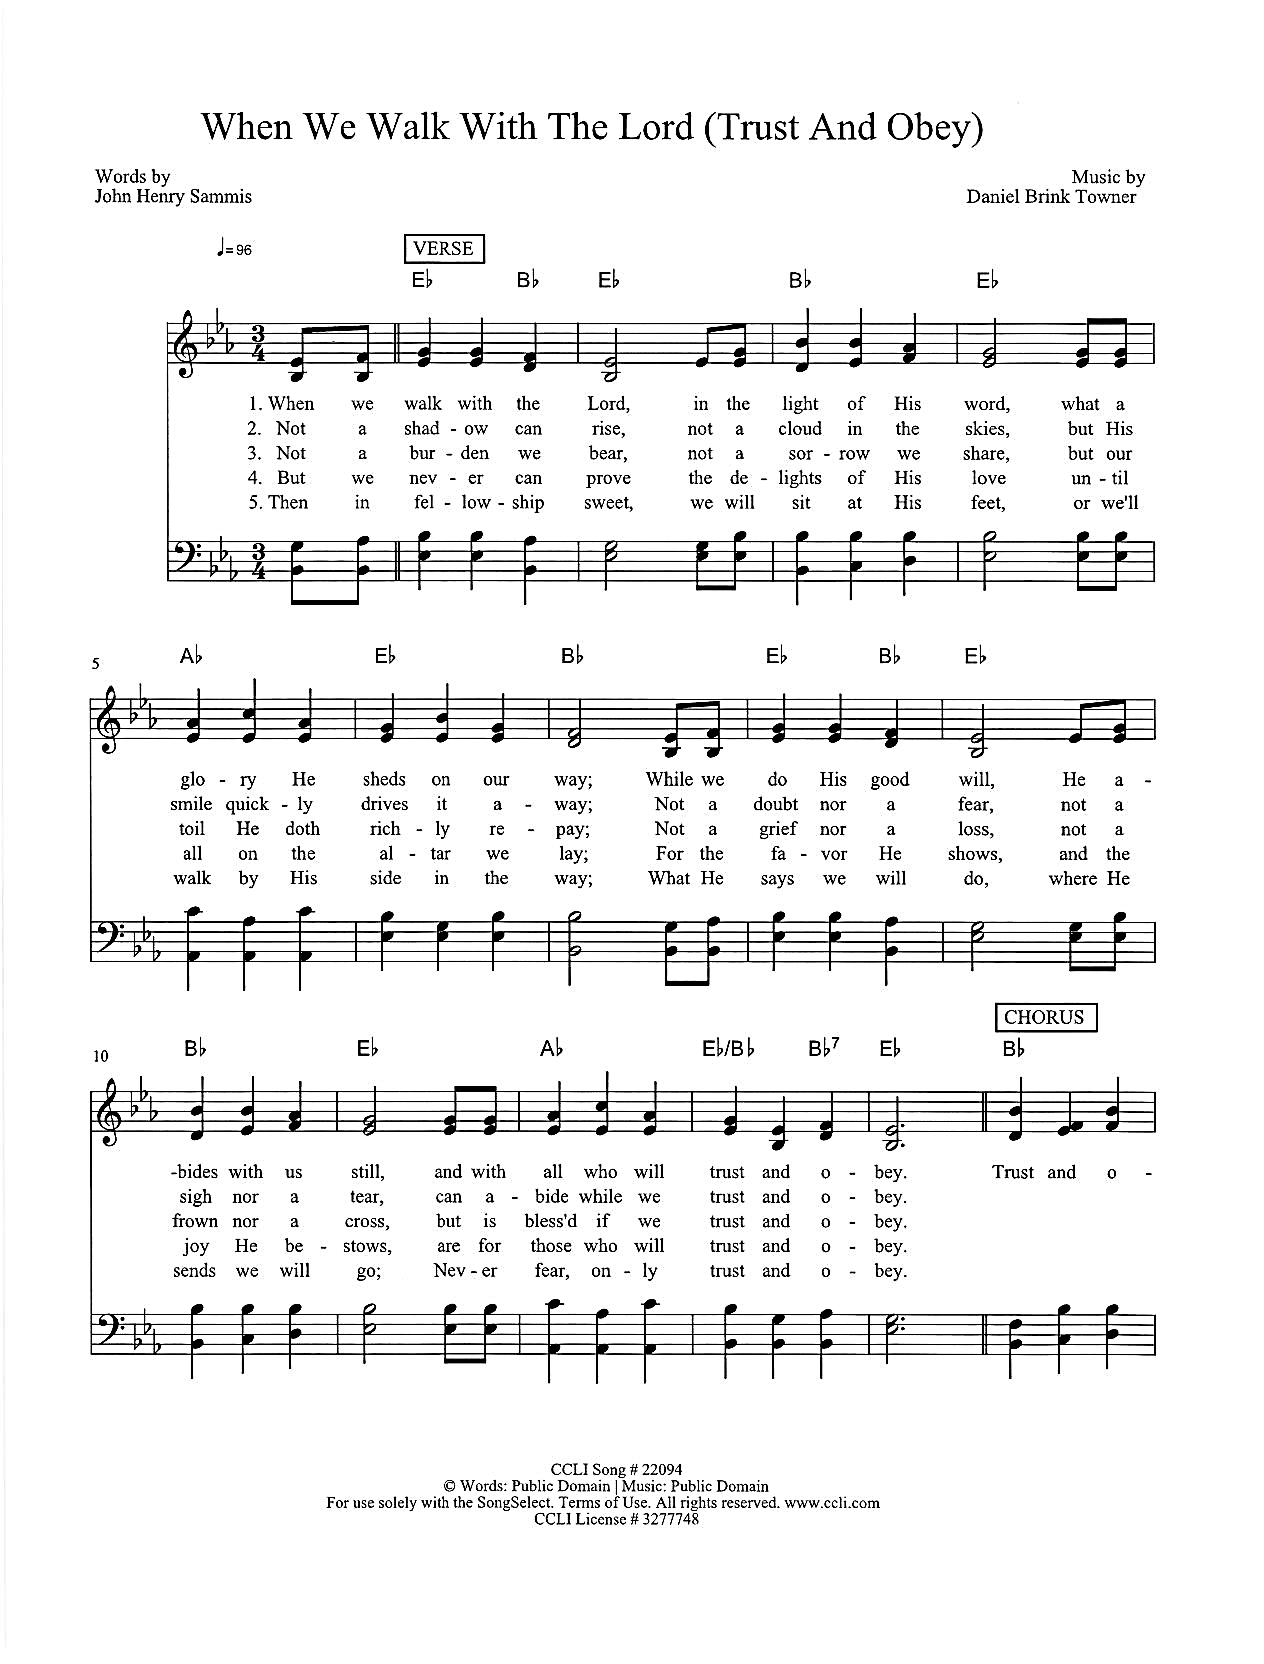 When We Walk With The Lord (Trust And Obey)
Words by
John Henry Sammis
Music by
Daniel Brink Towner
♩= 96
VERSE
E♭ B♭ E♭ B♭ E♭
1. When we walk with the Lord, in the light of His word, what a
2. Not a shad - ow can rise, not a cloud in the skies, but His
3. Not a bur - den we bear, not a sor - row we share, but our
4. But we nev - er can prove the de - lights of His love un - til
5. Then in fel - low - ship sweet, we will sit at His feet, or we'll
5
A♭ E♭ B♭ E♭ B♭ E♭
glo - ry He sheds on our way; While we do His good will, He a -
smile quick - ly drives it a - way; Not a doubt nor a fear, not a
toil He doth rich - ly re - pay; Not a grief nor a loss, not a
all on the al - tar we lay; For the fa - vor He shows, and the
walk by His side in the way; What He says we will do, where He
CHORUS
10
B♭ E♭ A♭ E♭/B♭ B♭7 E♭ B♭
-bides with us still, and with all who will trust and o - bey. Trust and o -
sigh nor a tear, can a - bide while we trust and o - bey.
frown nor a cross, but is bless'd if we trust and o - bey.
joy He be - stows, are for those who will trust and o - bey.
sends we will go; Nev - er fear, on - ly trust and o - bey.
CCLI Song # 22094
© Words: Public Domain | Music: Public Domain
For use solely with the SongSelect. Terms of Use. All rights reserved. www.ccli.com
CCLI License # 3277748